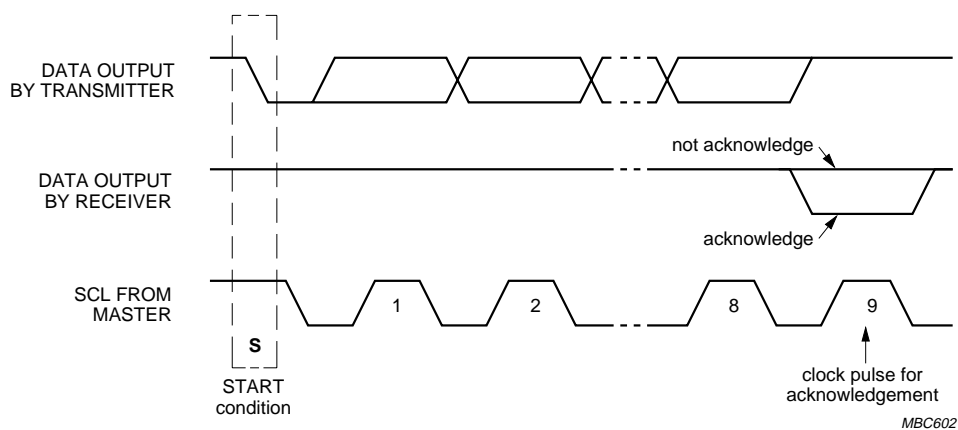 DATA OUTPUT
BY TRANSMITTER
not acknowledge
DATA OUTPUT
BY RECEIVER
acknowledge
SCL FROM
MASTER
1
2
8
9
S
START
condition
clock pulse for
acknowledgement
MBC602